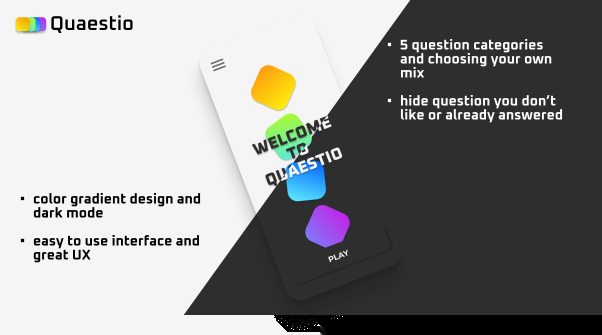 Quaestio
▪ 5 question categories
and choosing your own
mix
▪ hide question you don't
like or already answered
WELCOME
TO
QUAESTIO
▪ color gradient design and
dark mode
▪ easy to use interface and
great UX
PLAY